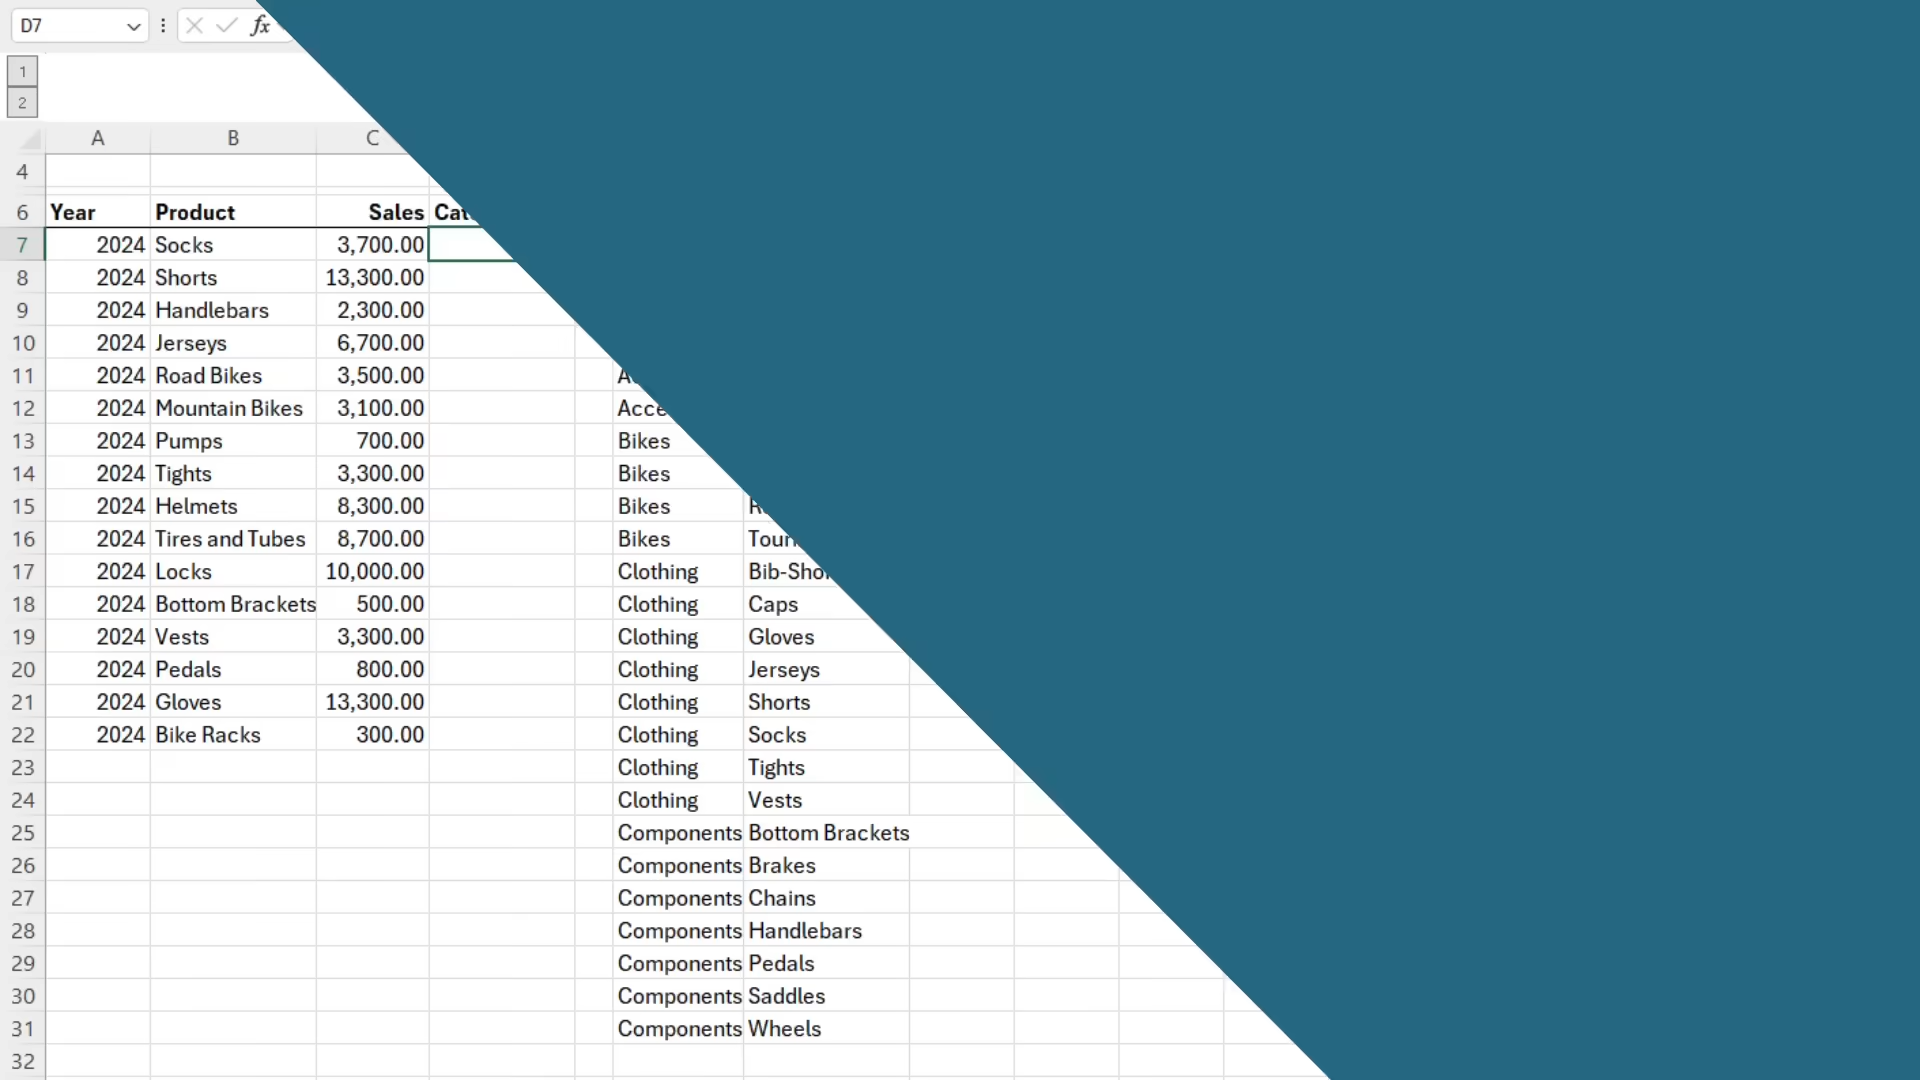 D7
fx
1
2
A B C
4
6 Year Product Sales
7 2024 Socks 3,700.00
8 2024 Shorts 13,300.00
9 2024 Handlebars 2,300.00
10 2024 Jerseys 6,700.00
11 2024 Road Bikes 3,500.00
12 2024 Mountain Bikes 3,100.00
13 2024 Pumps 700.00 Bikes
14 2024 Tights 3,300.00 Bikes
15 2024 Helmets 8,300.00 Bikes
16 2024 Tires and Tubes 8,700.00 Bikes
17 2024 Locks 10,000.00 Clothing
18 2024 Bottom Brackets 500.00 Clothing Caps
19 2024 Vests 3,300.00 Clothing Gloves
20 2024 Pedals 800.00 Clothing Jerseys
21 2024 Gloves 13,300.00 Clothing Shorts
22 2024 Bike Racks 300.00 Clothing Socks
23 Clothing Tights
24 Clothing Vests
25 Components Bottom Brackets
26 Components Brakes
27 Components Chains
28 Components Handlebars
29 Components Pedals
30 Components Saddles
31 Components Wheels
32